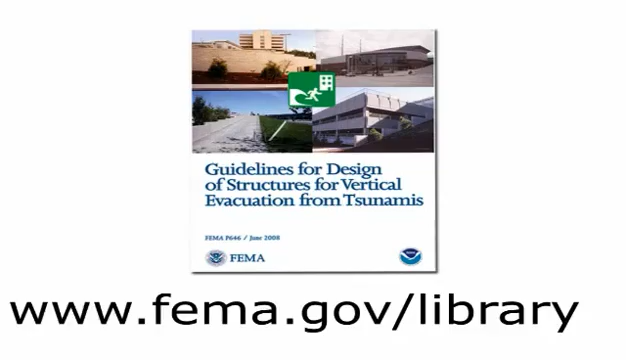 Guidelines for Design
of Structures for Vertical
Evacuation from Tsunamis
FEMA P646 / June 2008
FEMA
www.fema.gov/library